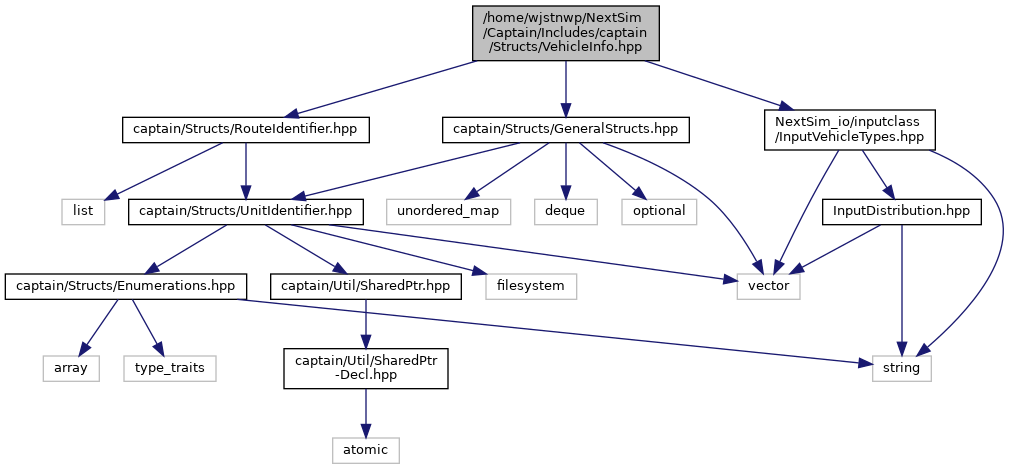 /home/wjstnwp/NextSim
/Captain/Includes/captain
/Structs/VehicleInfo.hpp
captain/Structs/RouteIdentifier.hpp
captain/Structs/GeneralStructs.hpp
NextSim_io/inputclass
/InputVehicleTypes.hpp
list
captain/Structs/UnitIdentifier.hpp
unordered_map
deque
optional
InputDistribution.hpp
captain/Structs/Enumerations.hpp
captain/Util/SharedPtr.hpp
filesystem
vector
array
type_traits
captain/Util/SharedPtr
-Decl.hpp
string
atomic